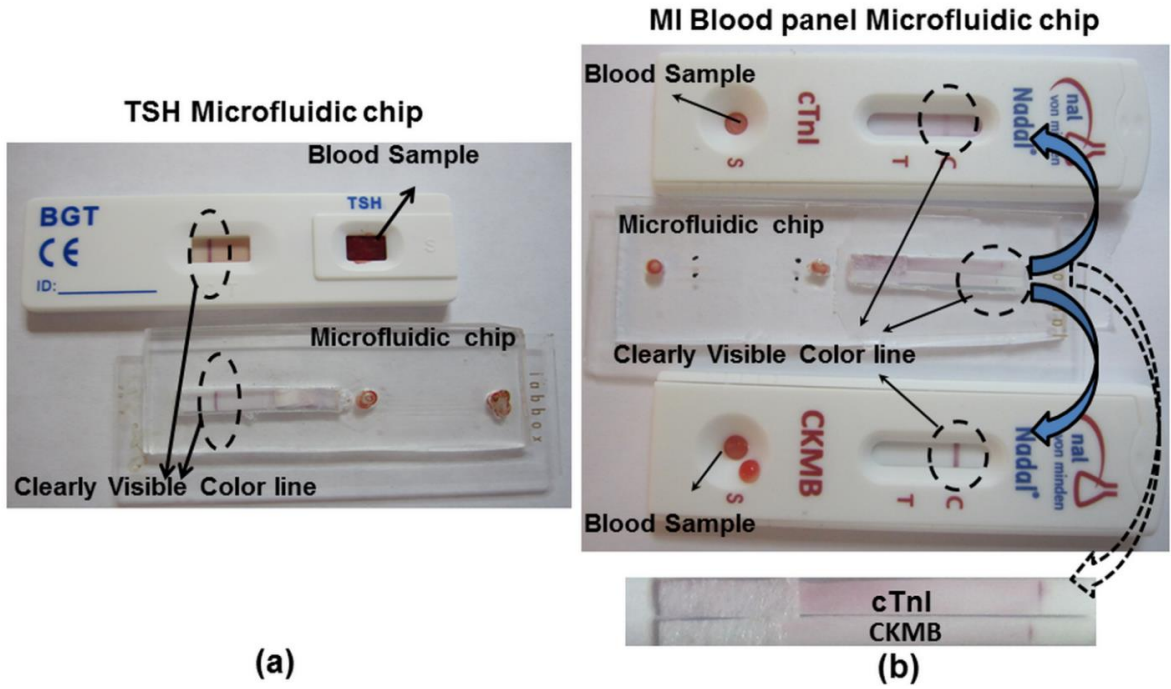 TSH Microfluidic chip
Blood Sample
BGT
CE
ID:
TSH
S
Microfluidic chip
labbox
Clearly Visible Color line
(a)
MI Blood panel Microfluidic chip
Blood Sample
S
cTnI
T
C
Nadal®
nal
von minden
Microfluidic chip
Clearly Visible Color line
S
CKMB
T
C
Nadal®
nal
von minden
Blood Sample
cTnI
CKMB
(b)